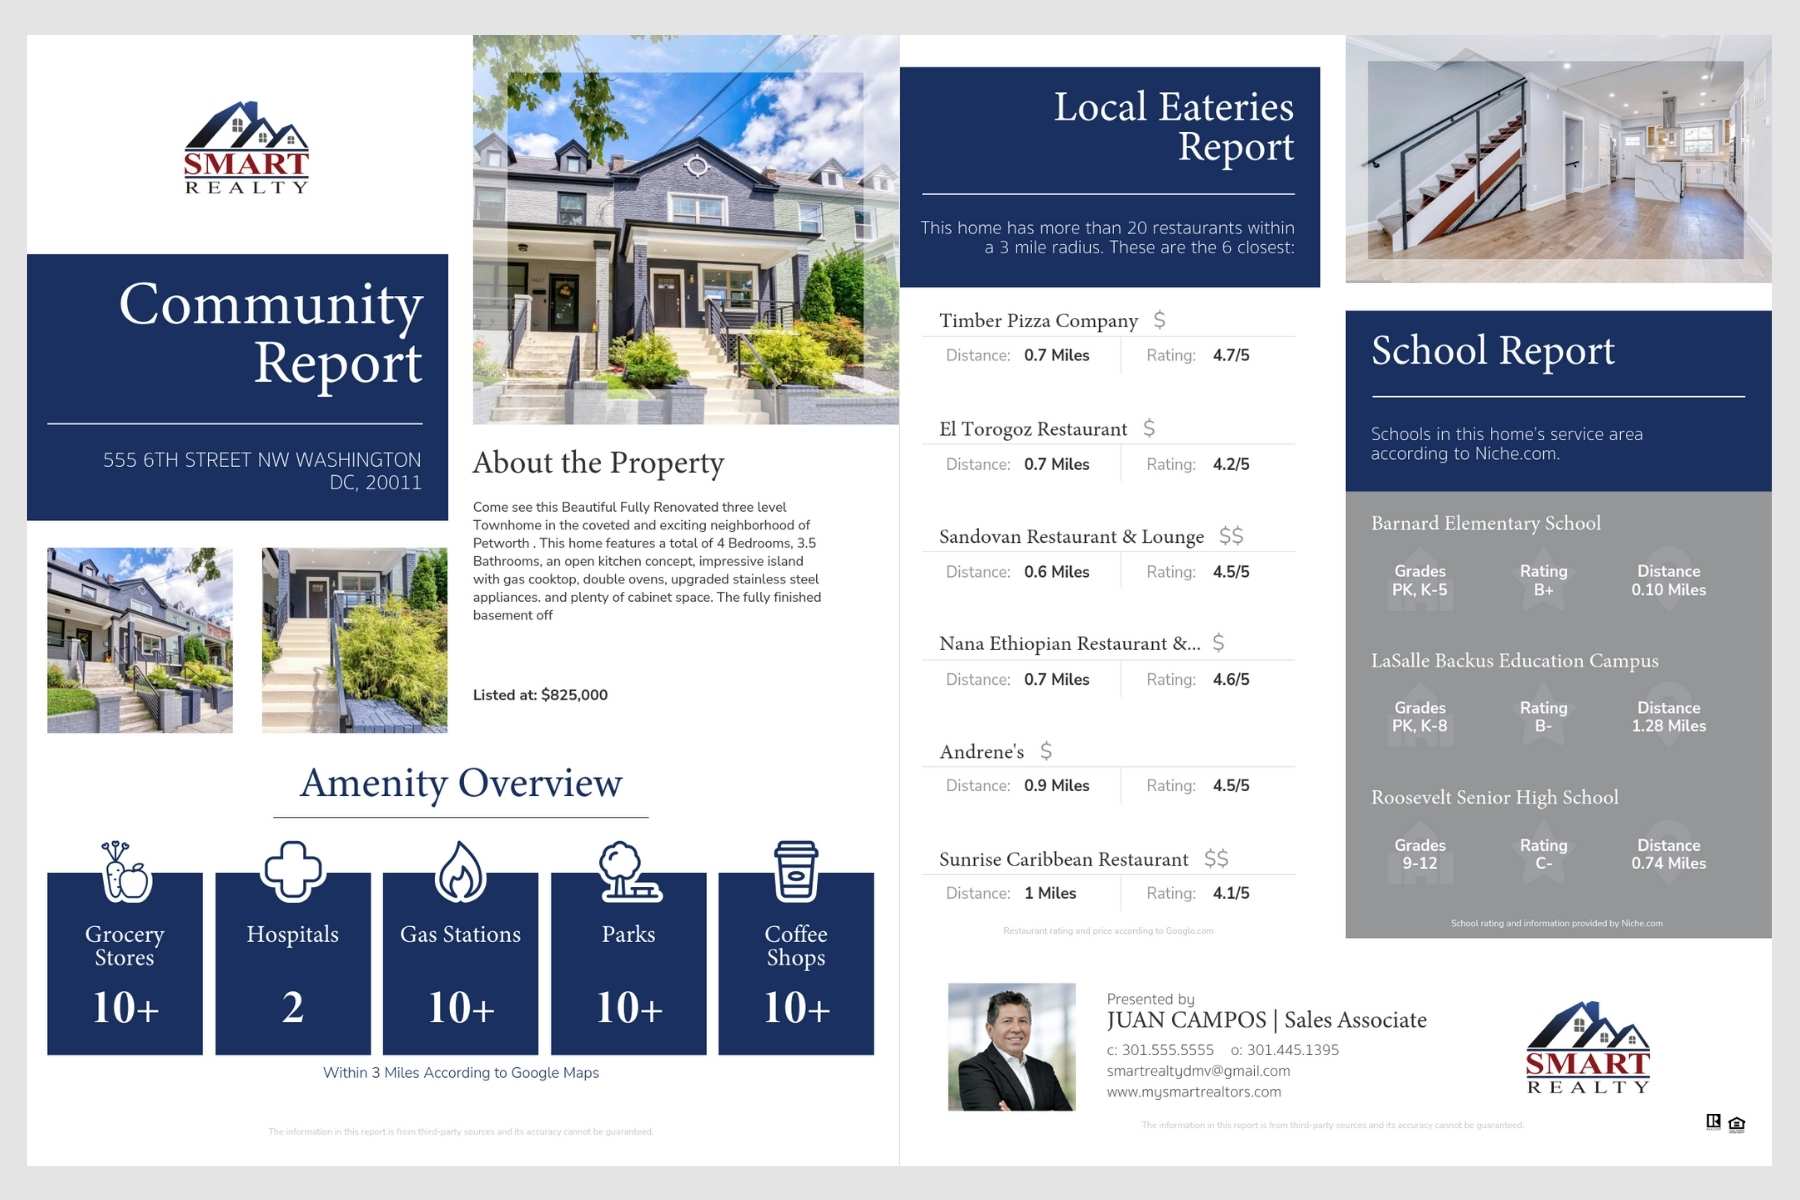 SMART
REALTY
Community
Report
555 6TH STREET NW WASHINGTON
DC, 20011
About the Property
Come see this Beautiful Fully Renovated three level
Townhome in the coveted and exciting neighborhood of
Petworth . This home features a total of 4 Bedrooms, 3.5
Bathrooms, an open kitchen concept, impressive island
with gas cooktop, double ovens, upgraded stainless steel
appliances. and plenty of cabinet space. The fully finished
basement off
Listed at: $825,000
Amenity Overview
Grocery
Stores
10+
Hospitals
2
Gas Stations
10+
Parks
10+
Coffee
Shops
10+
Within 3 Miles According to Google Maps
The information in this report is from third-party sources and its accuracy cannot be guaranteed.
Local Eateries
Report
This home has more than 20 restaurants within
a 3 mile radius. These are the 6 closest:
Timber Pizza Company $
Distance: 0.7 Miles Rating: 4.7/5
El Torogoz Restaurant $
Distance: 0.7 Miles Rating: 4.2/5
Sandovan Restaurant & Lounge $$
Distance: 0.6 Miles Rating: 4.5/5
Nana Ethiopian Restaurant &... $
Distance: 0.7 Miles Rating: 4.6/5
Andrene's $
Distance: 0.9 Miles Rating: 4.5/5
Sunrise Caribbean Restaurant $$
Distance: 1 Miles Rating: 4.1/5
Restaurant rating and price according to Google.com
School Report
Schools in this home's service area
according to Niche.com.
Barnard Elementary School
Grades Rating Distance
PK, K-5 B+ 0.10 Miles
LaSalle Backus Education Campus
Grades Rating Distance
PK, K-8 B- 1.28 Miles
Roosevelt Senior High School
Grades Rating Distance
9-12 C- 0.74 Miles
School rating and information provided by Niche.com
Presented by
JUAN CAMPOS | Sales Associate
c: 301.555.5555 o: 301.445.1395
smartrealtydmv@gmail.com
www.mysmartrealtors.com
SMART
REALTY
The information in this report is from third-party sources and its accuracy cannot be guaranteed.